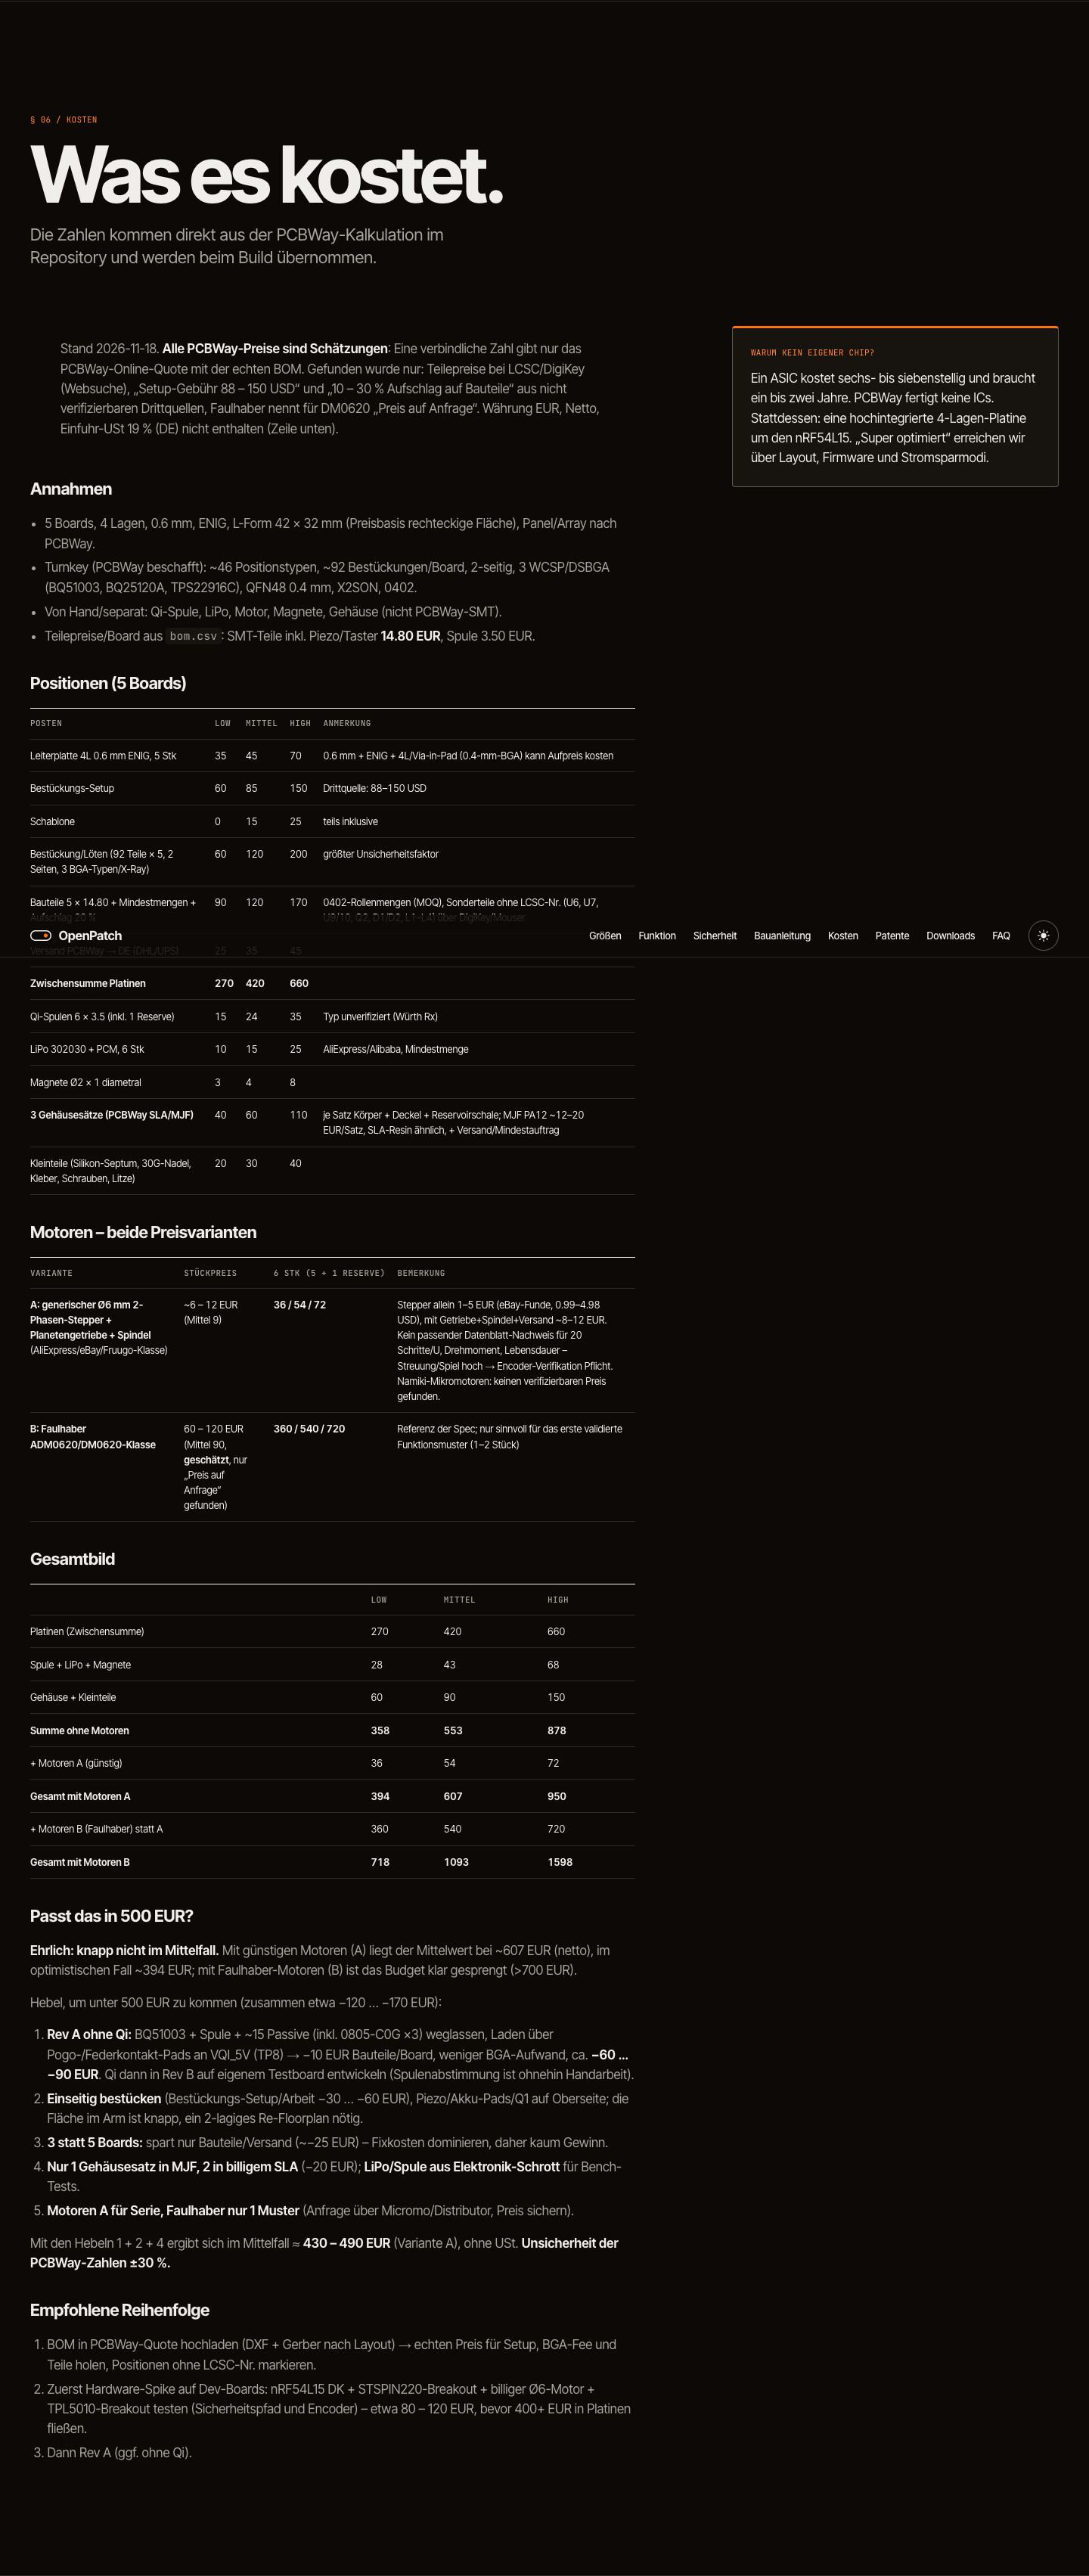 § 06 / KOSTEN
Was es kostet.
Die Zahlen kommen direkt aus der PCBWay-Kalkulation im
Repository und werden beim Build übernommen.
Stand 2026-11-18. Alle PCBWay-Preise sind Schätzungen: Eine verbindliche Zahl gibt nur das
PCBWay-Online-Quote mit der echten BOM. Gefunden wurde nur: Teilepreise bei LCSC/DigiKey
(Websuche), „Setup-Gebühr 88 – 150 USD“ und „10 – 30 % Aufschlag auf Bauteile“ aus nicht
verifizierbaren Drittquellen, Faulhaber nennt für DM0620 „Preis auf Anfrage“. Währung EUR, Netto,
Einfuhr-USt 19 % (DE) nicht enthalten (Zeile unten).
WARUM KEIN EIGENER CHIP?
Ein ASIC kostet sechs- bis siebenstellig und braucht
ein bis zwei Jahre. PCBWay fertigt keine ICs.
Stattdessen: eine hochintegrierte 4-Lagen-Platine
um den nRF54L15. „Super optimiert“ erreichen wir
über Layout, Firmware und Stromsparmodi.
Annahmen
• 5 Boards, 4 Lagen, 0.6 mm, ENIG, L-Form 42 × 32 mm (Preisbasis rechteckige Fläche), Panel/Array nach
PCBWay.
• Turnkey (PCBWay beschafft): ~46 Positionstypen, ~92 Bestückungen/Board, 2-seitig, 3 WCSP/DSBGA
(BQ51003, BQ25120A, TPS22916C), QFN48 0.4 mm, X2SON, 0402.
• Von Hand/separat: Qi-Spule, LiPo, Motor, Magnete, Gehäuse (nicht PCBWay-SMT).
• Teilepreise/Board aus bom.csv: SMT-Teile inkl. Piezo/Taster 14.80 EUR, Spule 3.50 EUR.
Positionen (5 Boards)
POSTEN LOW MITTEL HIGH ANMERKUNG
Leiterplatte 4L 0.6 mm ENIG, 5 Stk 35 45 70 0.6 mm + ENIG + 4L/Via-in-Pad (0.4-mm-BGA) kann Aufpreis kosten
Bestückungs-Setup 60 85 150 Drittquelle: 88–150 USD
Schablone 0 15 25 teils inklusive
Bestückung/Löten (92 Teile × 5, 2 60 120 200 größter Unsicherheitsfaktor
Seiten, 3 BGA-Typen/X-Ray)
Bauteile 5 × 14.80 + Mindestmengen + 90 120 170 0402-Rollenmengen (MOQ), Sonderteile ohne LCSC-Nr. (U6, U7,
Aufschlag 20 % U9/10, Q2, D1/D2, L1–L4) über DigiKey/Mouser
OpenPatch Größen Funktion Sicherheit Bauanleitung Kosten Patente Downloads FAQ
Versand PCBWay → DE (DHL/UPS) 25 35 45
Zwischensumme Platinen 270 420 660
Qi-Spulen 6 × 3.5 (inkl. 1 Reserve) 15 24 35 Typ unverifiziert (Würth Rx)
LiPo 302030 + PCM, 6 Stk 10 15 25 AliExpress/Alibaba, Mindestmenge
Magnete Ø2 × 1 diametral 3 4 8
3 Gehäusesätze (PCBWay SLA/MJF) 40 60 110 je Satz Körper + Deckel + Reservoirschale; MJF PA12 ~12–20
EUR/Satz, SLA-Resin ähnlich, + Versand/Mindestauftrag
Kleinteile (Silikon-Septum, 30G-Nadel, 20 30 40
Kleber, Schrauben, Litze)
Motoren – beide Preisvarianten
VARIANTE STÜCKPREIS 6 STK (5 + 1 RESERVE) BEMERKUNG
A: generischer Ø6 mm 2- ~6 – 12 EUR 36 / 54 / 72 Stepper allein 1–5 EUR (eBay-Funde, 0.99–4.98
Phasen-Stepper + (Mittel 9) USD), mit Getriebe+Spindel+Versand ~8–12 EUR.
Planetengetriebe + Spindel Kein passender Datenblatt-Nachweis für 20
(AliExpress/eBay/Fruugo-Klasse) Schritte/U, Drehmoment, Lebensdauer –
Streuung/Spiel hoch → Encoder-Verifikation Pflicht.
Namiki-Mikromotoren: keinen verifizierbaren Preis
gefunden.
B: Faulhaber 60 – 120 EUR 360 / 540 / 720 Referenz der Spec; nur sinnvoll für das erste validierte
ADM0620/DM0620-Klasse (Mittel 90, Funktionsmuster (1–2 Stück)
geschätzt, nur
„Preis auf
Anfrage“
gefunden)
Gesamtbild
LOW MITTEL HIGH
Platinen (Zwischensumme) 270 420 660
Spule + LiPo + Magnete 28 43 68
Gehäuse + Kleinteile 60 90 150
Summe ohne Motoren 358 553 878
+ Motoren A (günstig) 36 54 72
Gesamt mit Motoren A 394 607 950
+ Motoren B (Faulhaber) statt A 360 540 720
Gesamt mit Motoren B 718 1093 1598
Passt das in 500 EUR?
Ehrlich: knapp nicht im Mittelfall. Mit günstigen Motoren (A) liegt der Mittelwert bei ~607 EUR (netto), im
optimistischen Fall ~394 EUR; mit Faulhaber-Motoren (B) ist das Budget klar gesprengt (>700 EUR).
Hebel, um unter 500 EUR zu kommen (zusammen etwa −120 … −170 EUR):
1. Rev A ohne Qi: BQ51003 + Spule + ~15 Passive (inkl. 0805-C0G ×3) weglassen, Laden über
Pogo-/Federkontakt-Pads an VQI_5V (TP8) → −10 EUR Bauteile/Board, weniger BGA-Aufwand, ca. −60 …
−90 EUR. Qi dann in Rev B auf eigenem Testboard entwickeln (Spulenabstimmung ist ohnehin Handarbeit).
2. Einseitig bestücken (Bestückungs-Setup/Arbeit −30 … −60 EUR), Piezo/Akku-Pads/Q1 auf Oberseite; die
Fläche im Arm ist knapp, ein 2-lagiges Re-Floorplan nötig.
3. 3 statt 5 Boards: spart nur Bauteile/Versand (~−25 EUR) – Fixkosten dominieren, daher kaum Gewinn.
4. Nur 1 Gehäusesatz in MJF, 2 in billigem SLA (−20 EUR); LiPo/Spule aus Elektronik-Schrott für Bench-
Tests.
5. Motoren A für Serie, Faulhaber nur 1 Muster (Anfrage über Micromo/Distributor, Preis sichern).
Mit den Hebeln 1 + 2 + 4 ergibt sich im Mittelfall ≈ 430 – 490 EUR (Variante A), ohne USt. Unsicherheit der
PCBWay-Zahlen ±30 %.
Empfohlene Reihenfolge
1. BOM in PCBWay-Quote hochladen (DXF + Gerber nach Layout) → echten Preis für Setup, BGA-Fee und
Teile holen, Positionen ohne LCSC-Nr. markieren.
2. Zuerst Hardware-Spike auf Dev-Boards: nRF54L15 DK + STSPIN220-Breakout + billiger Ø6-Motor +
TPL5010-Breakout testen (Sicherheitspfad und Encoder) – etwa 80 – 120 EUR, bevor 400+ EUR in Platinen
fließen.
3. Dann Rev A (ggf. ohne Qi).